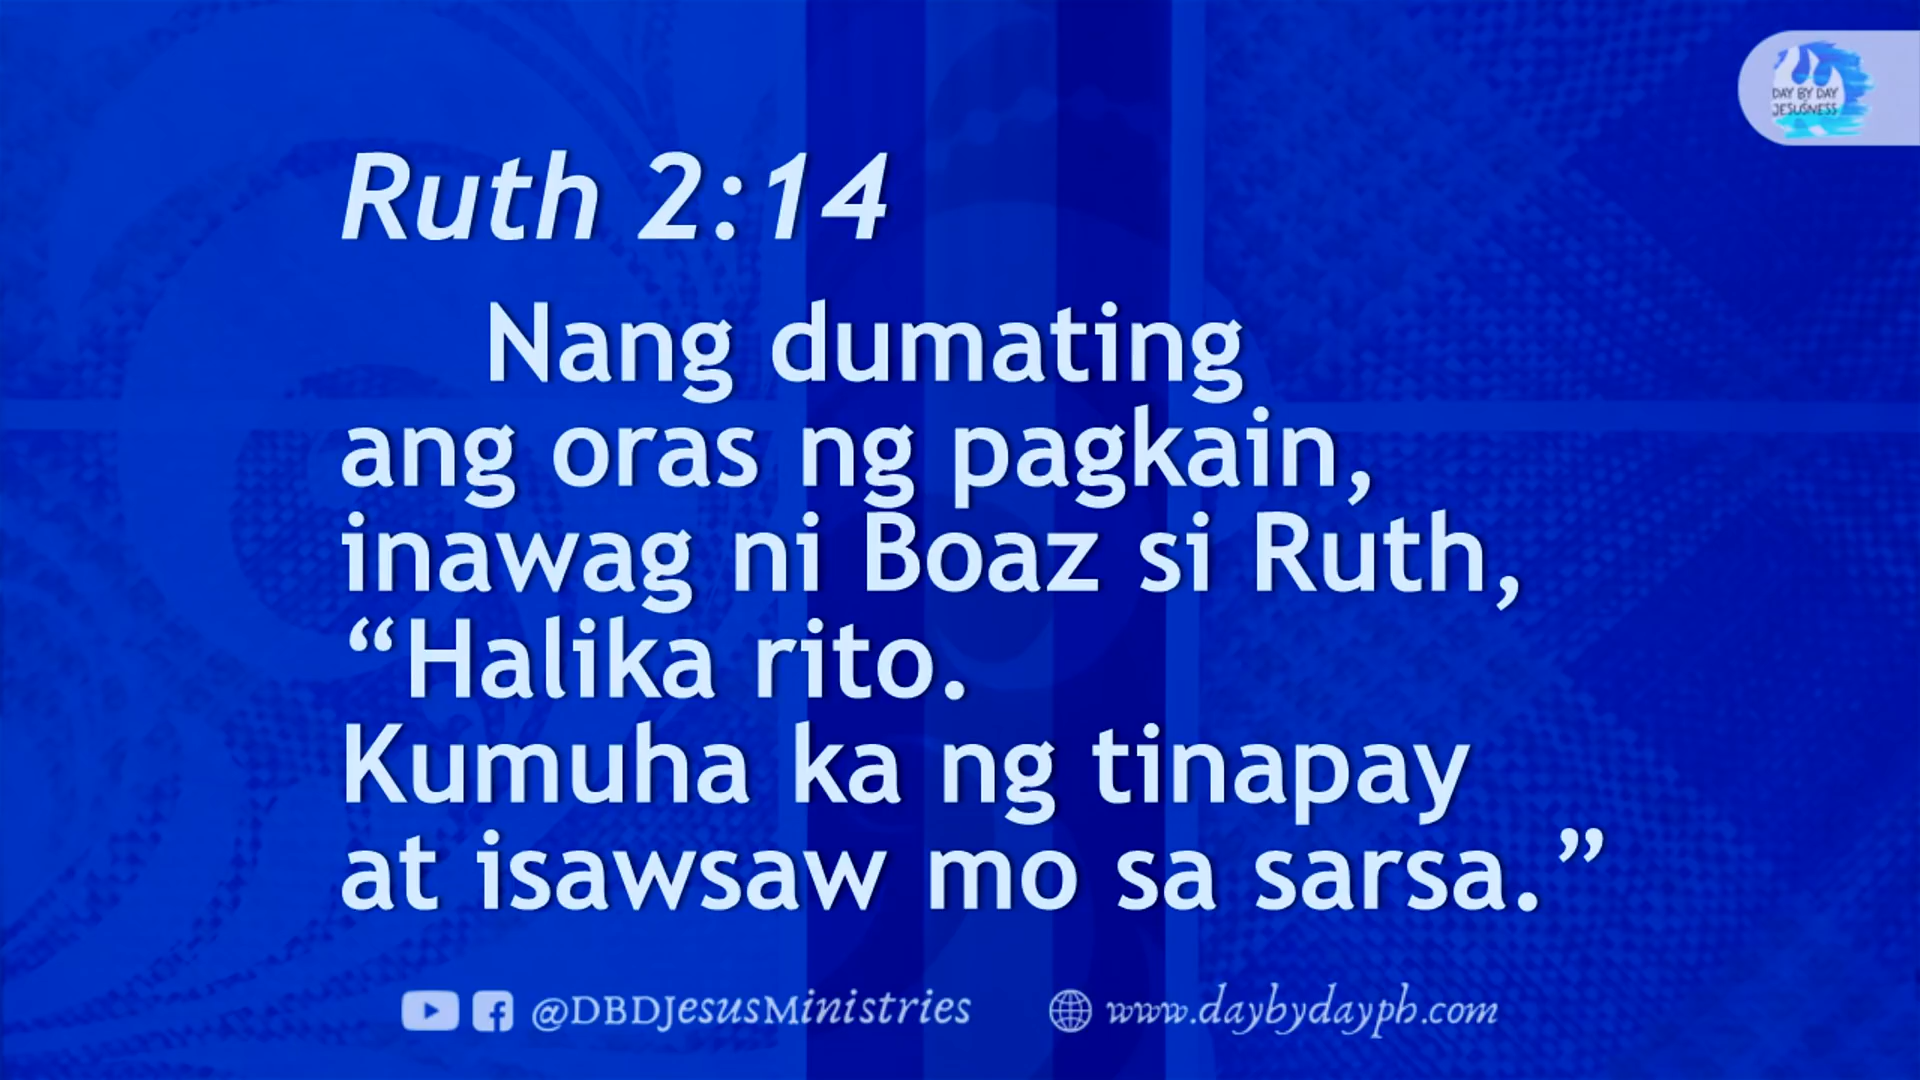 DAY BY DAY
JESUSNESS
Ruth 2:14
Nang dumating
ang oras ng pagkain,
inawag ni Boaz si Ruth,
“Halika rito.
Kumuha ka ng tinapay
at isawsaw mo sa sarsa.”
@DBDJesusMinistries www.daybydayph.com